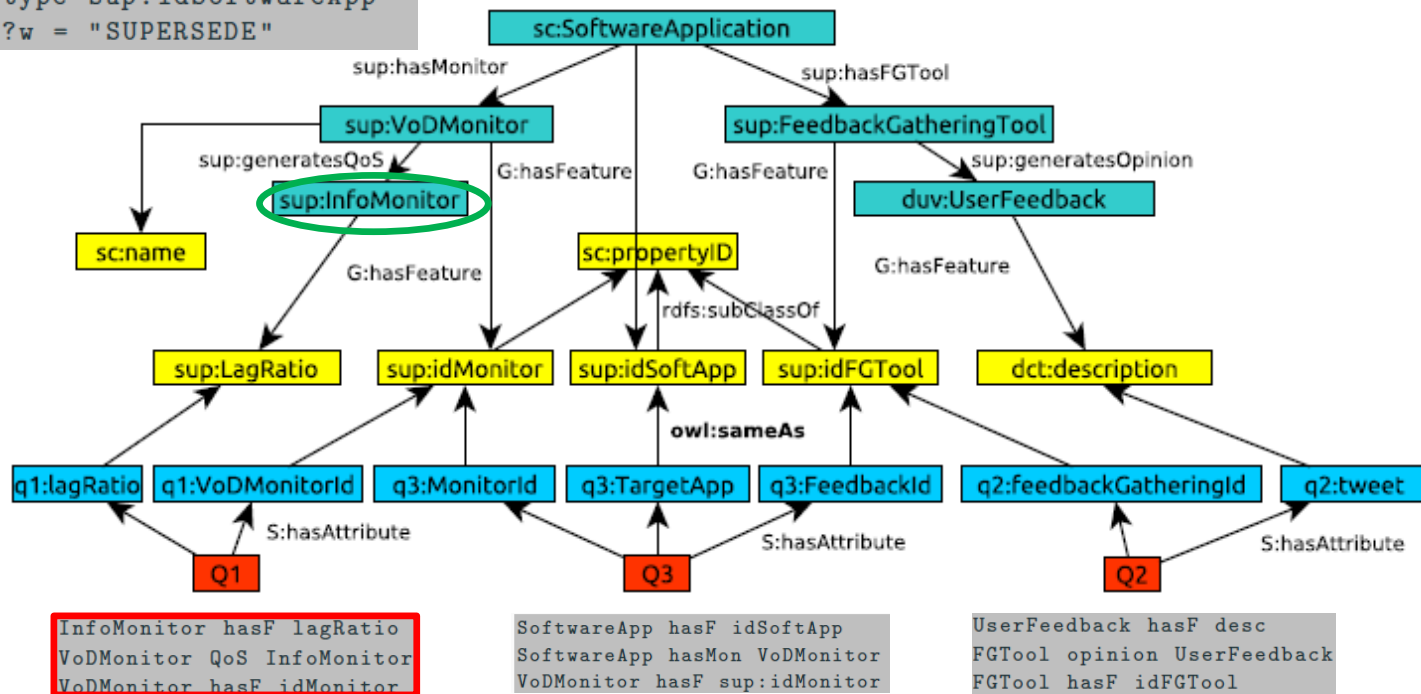 type sup:idSoftwareApp
?w = "SUPERSEDE"
sc:SoftwareApplication
sup:hasMonitor
sup:hasFGTool
sup:VoDMonitor
sup:FeedbackGatheringTool
sup:generatesQoS
G:hasFeature
G:hasFeature
sup:generatesOpinion
sup:InfoMonitor
duv:UserFeedback
sc:name
sc:propertyID
G:hasFeature
G:hasFeature
rdfs:subClassOf
sup:LagRatio
sup:idMonitor
sup:idSoftApp
sup:idFGTool
dct:description
owl:sameAs
q1:lagRatio
q1:VoDMonitorId
q3:MonitorId
q3:TargetApp
q3:FeedbackId
q2:feedbackGatheringId
q2:tweet
S:hasAttribute
S:hasAttribute
S:hasAttribute
Q1
Q3
Q2
InfoMonitor hasF lagRatio
VoDMonitor QoS InfoMonitor
VoDMonitor hasF idMonitor
SoftwareApp hasF idSoftApp
SoftwareApp hasMon VoDMonitor
VoDMonitor hasF sup:idMonitor
UserFeedback hasF desc
FGTool opinion UserFeedback
FGTool hasF idFGTool